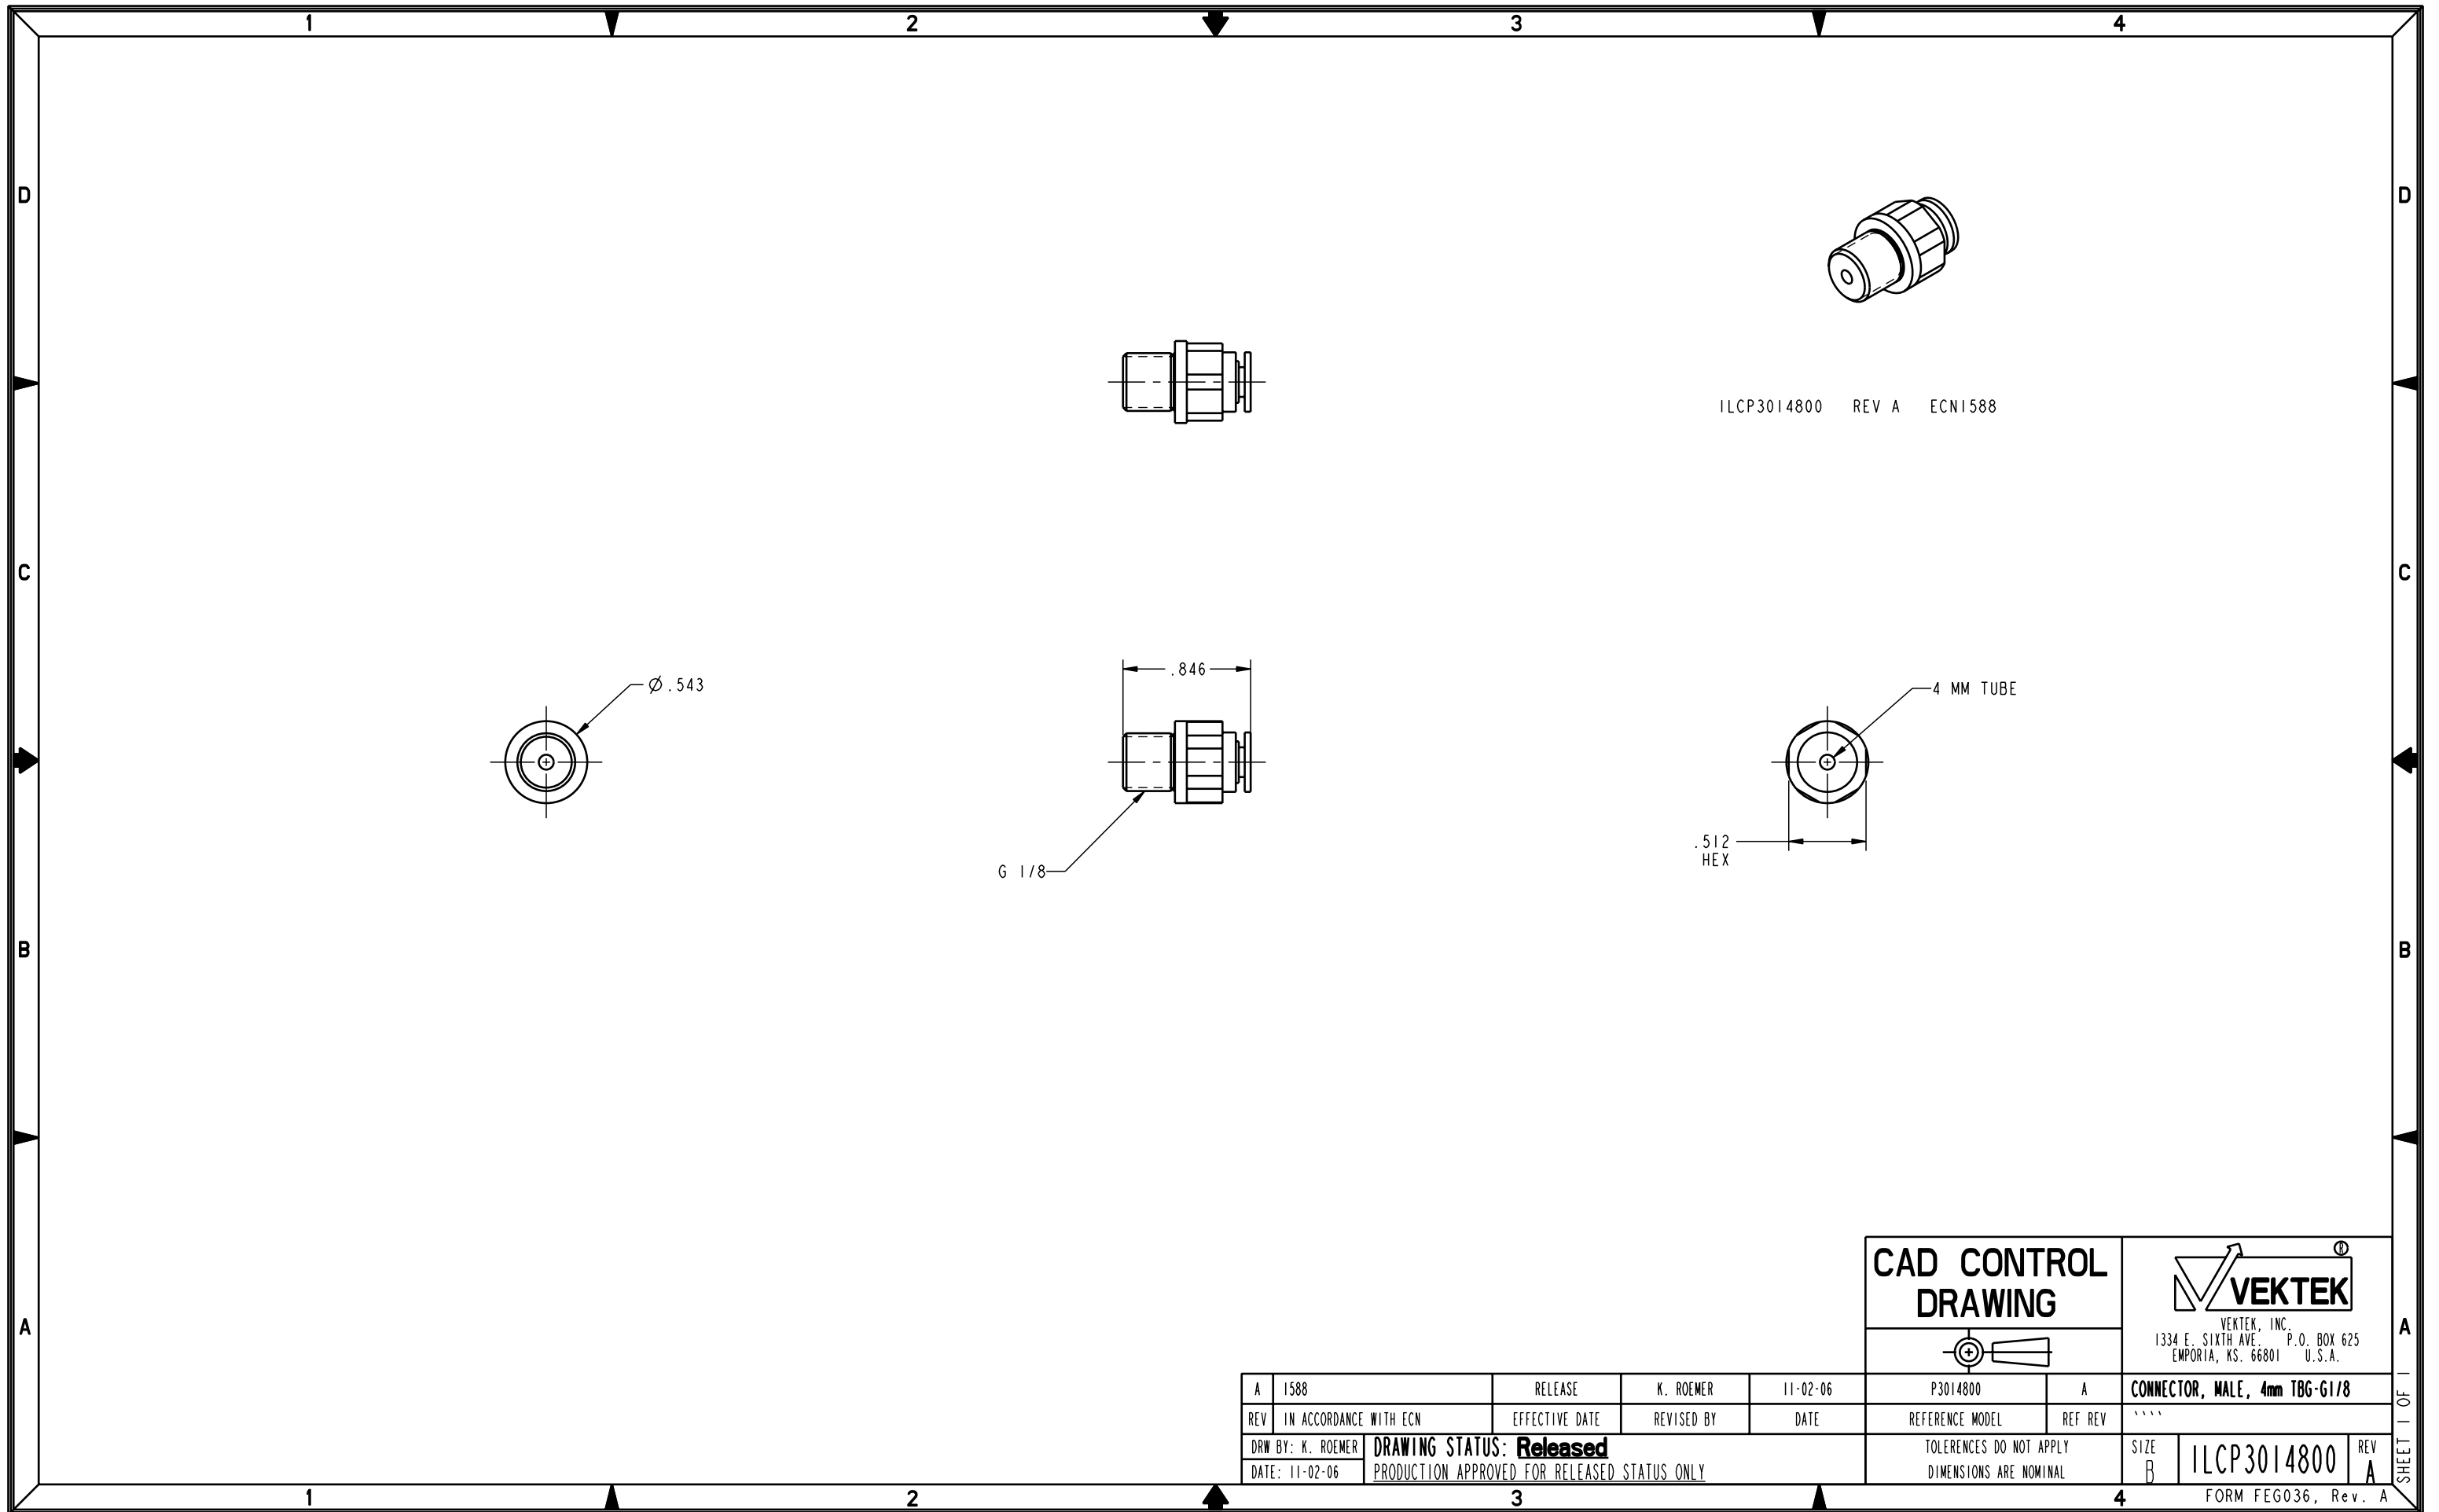 1 2 3 4
D D
ILCP3014800 REV A ECN1588
C C
Ø.543
.846
4 MM TUBE
.512
HEX
G 1/8
B B
CAD CONTROL
DRAWING
®
VEKTEK
VEKTEK, INC.
1334 E. SIXTH AVE. P.O. BOX 625
EMPORIA, KS. 66801 U.S.A.
A A
A 1588 RELEASE K. ROEMER 11-02-06 P3014800 A CONNECTOR, MALE, 4mm TBG-G1/8
REV IN ACCORDANCE WITH ECN EFFECTIVE DATE REVISED BY DATE REFERENCE MODEL REF REV ````
DRW BY: K. ROEMER DRAWING STATUS: Released TOLERENCES DO NOT APPLY SIZE ILCP3014800 REV
DATE: 11-02-06 PRODUCTION APPROVED FOR RELEASED STATUS ONLY DIMENSIONS ARE NOMINAL B A
SHEET 1 OF 1
FORM FEG036, Rev. A
1 2 3 4